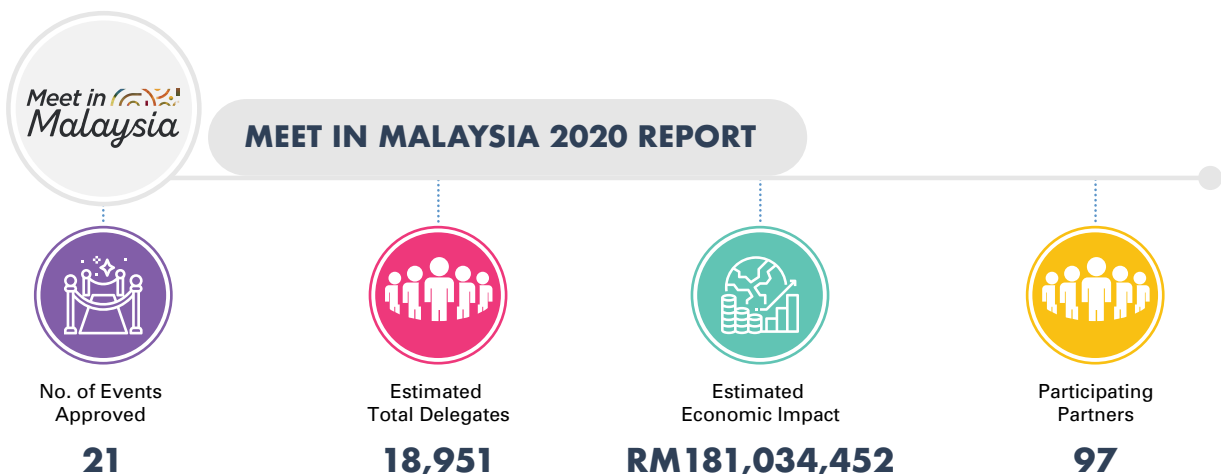 Meet in
Malaysia
MEET IN MALAYSIA 2020 REPORT
No. of Events
Approved
21
Estimated
Total Delegates
18,951
Estimated
Economic Impact
RM181,034,452
Participating
Partners
97